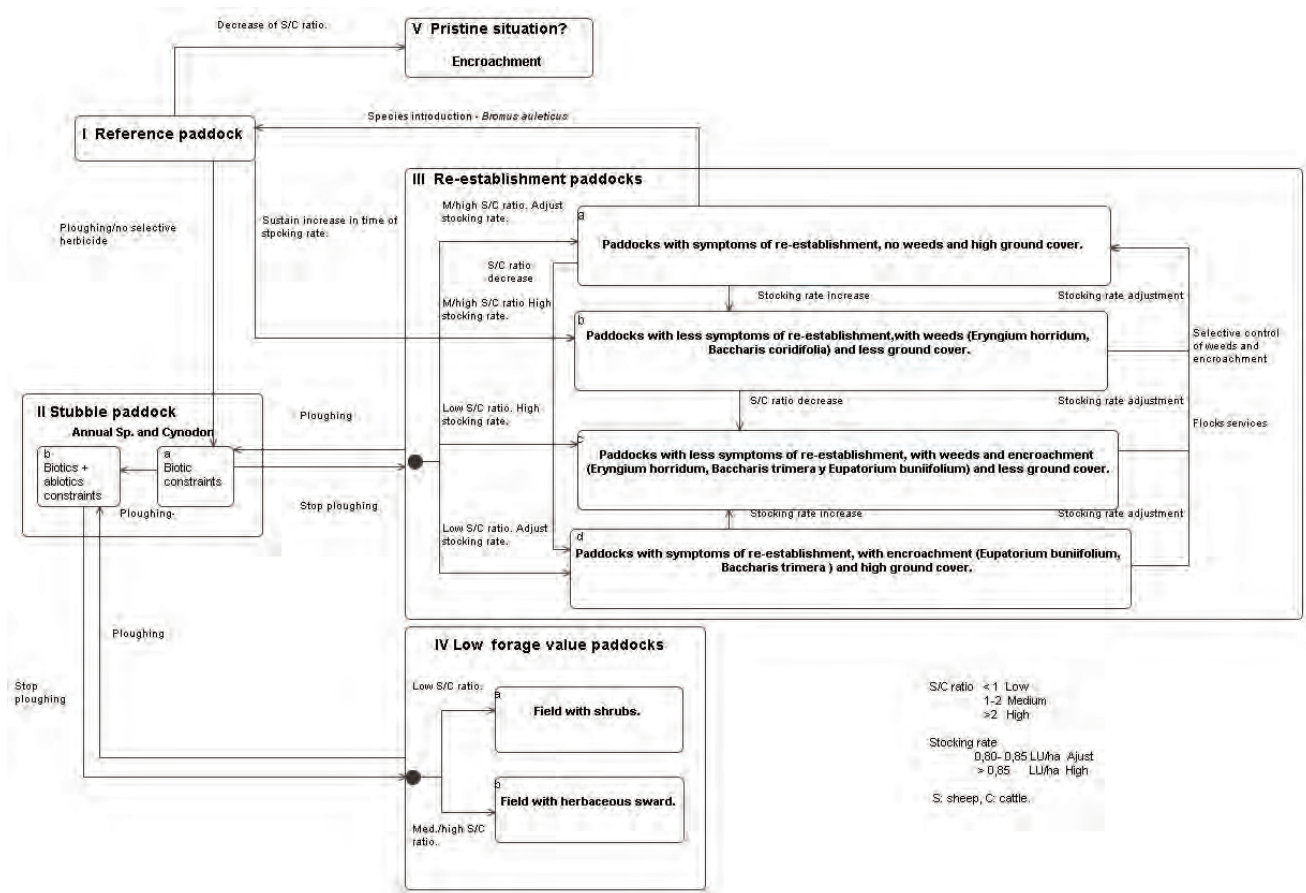 Decrease of S/C ratio.
V Pristine situation?
Encroachment
Species introduction - Bromus auleticus
I Reference paddock
III Re-establishment paddocks
Ploughing/no selective
herbicide
Sustain increase in time of
stpcking rate.
M/high S/C ratio. Adjust
stocking rate.
a
Paddocks with symptoms of re-establishment, no weeds and high ground cover.
S/C ratio
decrease
Stocking rate increase
Stocking rate adjustment
M/high S/C ratio High
stocking rate.
b
Paddocks with less symptoms of re-establishment,with weeds (Eryngium horridum,
Baccharis coridifolia) and less ground cover.
Selective control
of weeds and
encroachment
S/C ratio decrease
Stocking rate adjustment
Low S/C ratio. High
stocking rate.
Flocks services
c
Paddocks with less symptoms of re-establishment, with weeds and encroachment
(Eryngium horridum, Baccharis trimera y Eupatorium buniifolium) and less ground cover.
Stocking rate increase
Stocking rate adjustment
Low S/C ratio. Adjust
stocking rate.
d
Paddocks with symptoms of re-establishment, with encroachment (Eupatorium buniifolium,
Baccharis trimera ) and high ground cover.
II Stubble paddock
Annual Sp. and Cynodon
b
Biotics +
abiotics
constraints
a
Biotic
constraints
Ploughing-
Ploughing
Stop ploughing
Ploughing
Stop
ploughing
IV Low forage value paddocks
Low S/C ratio.
a
Field with shrubs.
b
Field with herbaceous sward.
Med./high S/C
ratio..
S/C ratio < 1 Low
1-2 Medium
>2 High
Stocking rate
0,80- 0,85 LU/ha Ajust
> 0,85 LU/ha High
S: sheep, C: cattle.